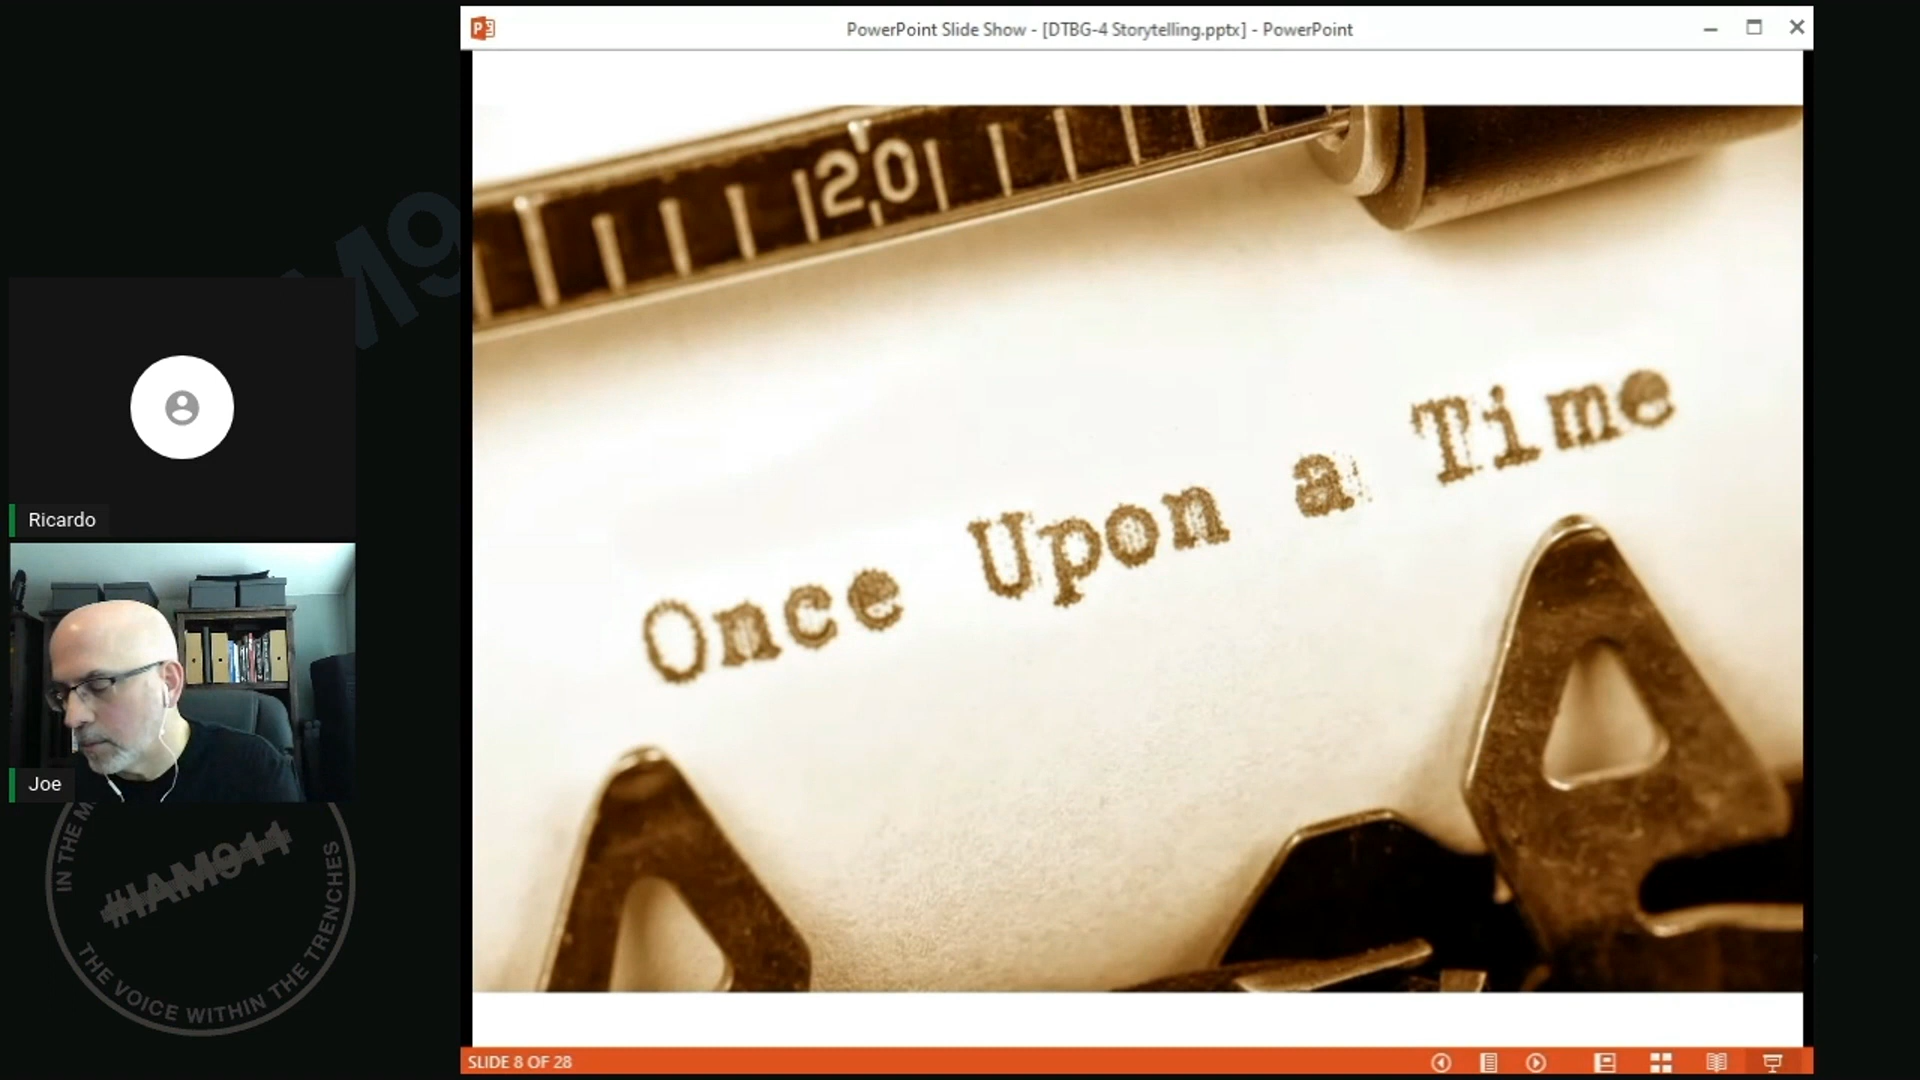 PowerPoint Slide Show - [DTBG-4 Storytelling.pptx] - PowerPoint
20
Once Upon a Time
Ricardo
Joe
IN THE M
#IAM911
THE VOICE WITHIN THE TRENCHES
M9
SLIDE 8 OF 28